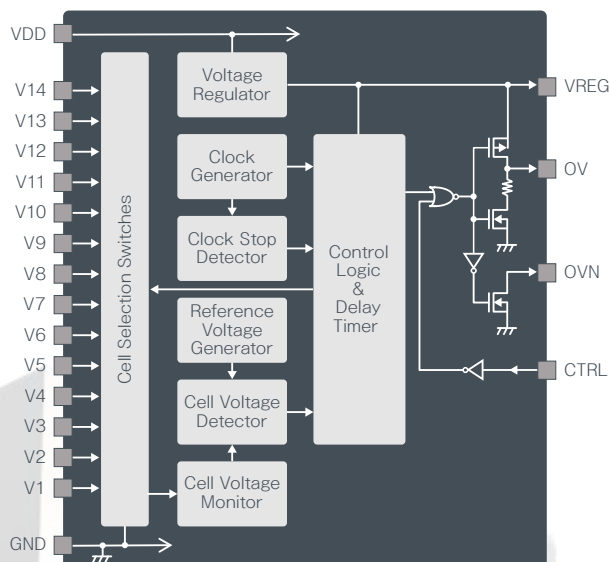 VDD
V14
V13
V12
V11
V10
V9
V8
V7
V6
V5
V4
V3
V2
V1
GND
Cell Selection Switches
Voltage
Regulator
Clock
Generator
Clock Stop
Detector
Reference
Voltage
Generator
Cell Voltage
Detector
Cell Voltage
Monitor
Control
Logic
&
Delay
Timer
VREG
OV
OVN
CTRL